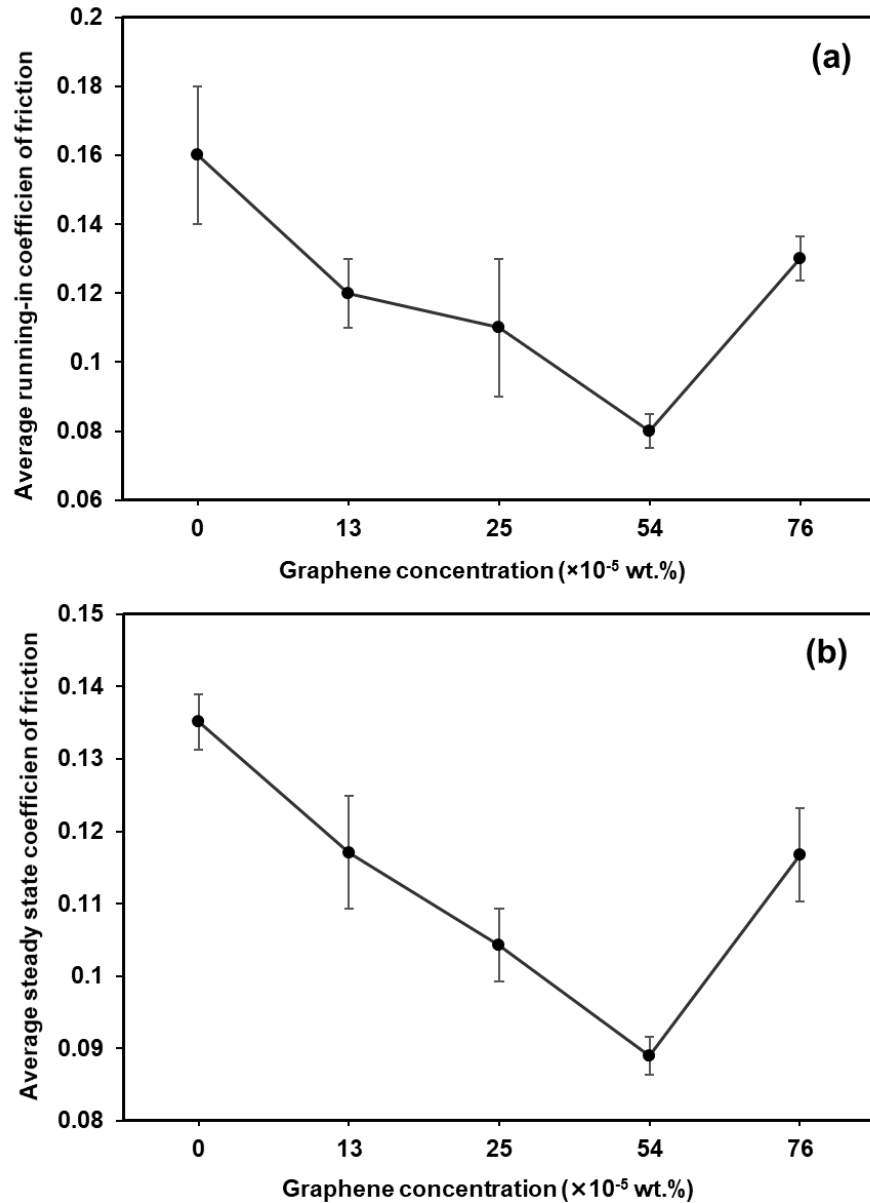 (a)
Average running-in coefficien of friction
0.2
0.18
0.16
0.14
0.12
0.1
0.08
0.06
0 13 25 54 76
Graphene concentration (×10⁻⁵ wt.%)
(b)
Average steady state coefficien of friction
0.15
0.14
0.13
0.12
0.11
0.1
0.09
0.08
0 13 25 54 76
Graphene concentration (×10⁻⁵ wt.%)